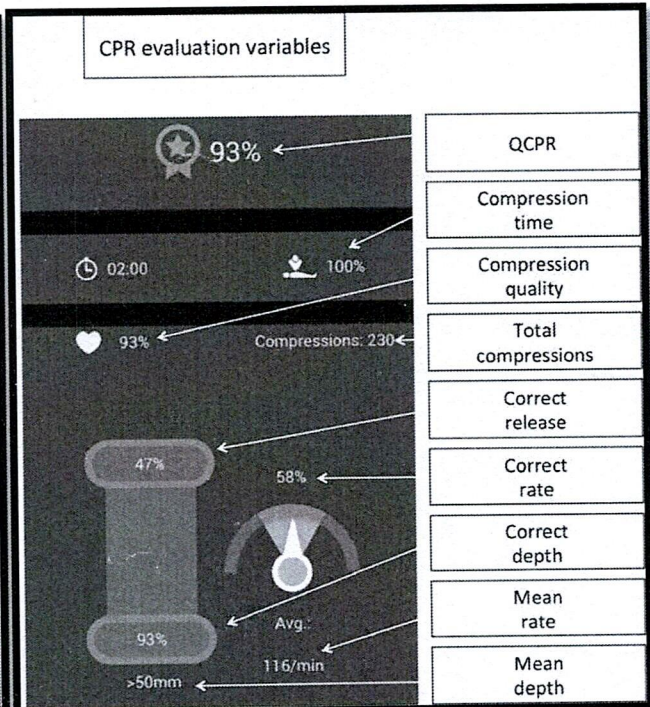 CPR evaluation variables
93%
QCPR
Compression
time
02:00
100%
Compression
quality
93%
Compressions: 230
Total
compressions
Correct
release
47%
58%
Correct
rate
Correct
depth
93%
Avg.:
116/min
Mean
rate
>50mm
Mean
depth